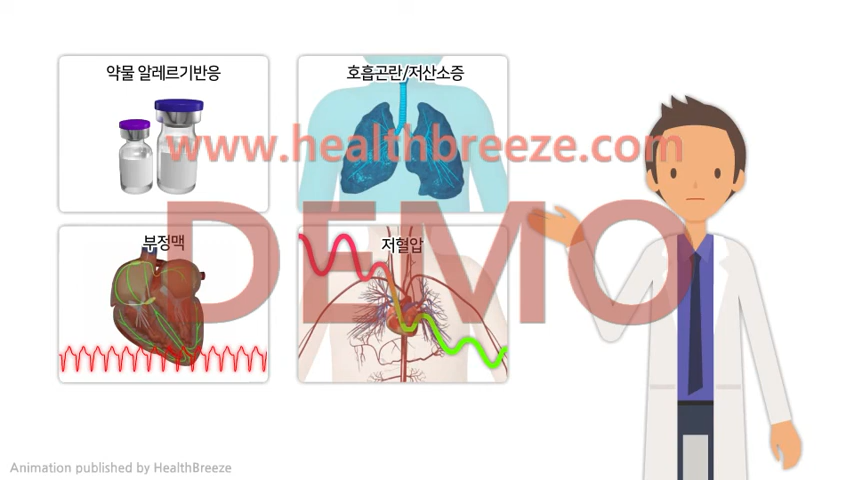 약물 알레르기반응
호흡곤란/저산소증
www.healthbreeze.com
DEMO
부정맥
저혈압
Animation published by HealthBreeze